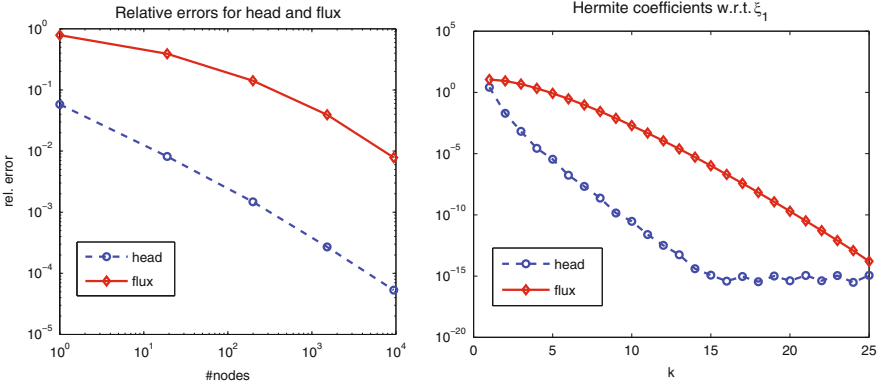 Relative errors for head and flux
10^0
10^-1
10^-2
10^-3
10^-4
10^-5
rel. error
head
flux
10^0
10^1
10^2
10^3
10^4
#nodes
Hermite coefficients w.r.t. ξ_1
10^5
10^0
10^-5
10^-10
10^-15
10^-20
head
flux
0
5
10
15
20
25
k